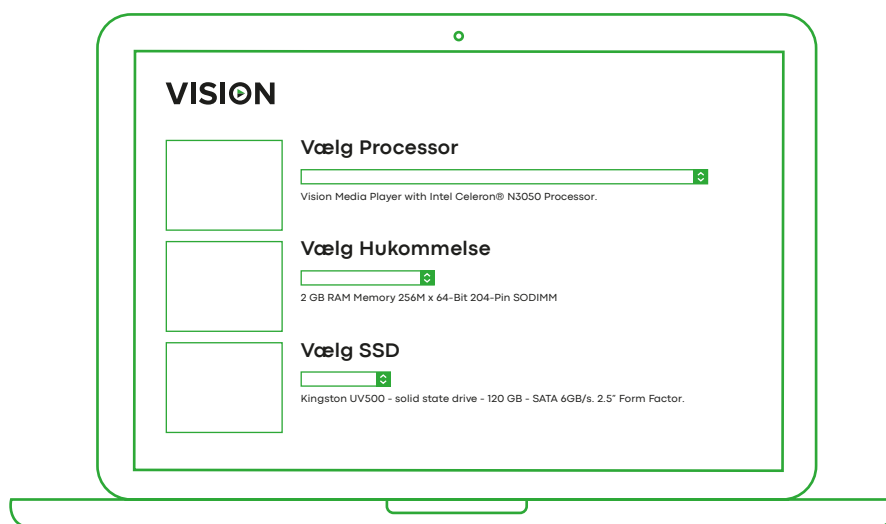 VISION
Vælg Processor
Vision Media Player with Intel Celeron® N3050 Processor.
Vælg Hukommelse
2 GB RAM Memory 256M x 64-Bit 204-Pin SODIMM
Vælg SSD
Kingston UV500 - solid state drive - 120 GB - SATA 6GB/s. 2.5” Form Factor.